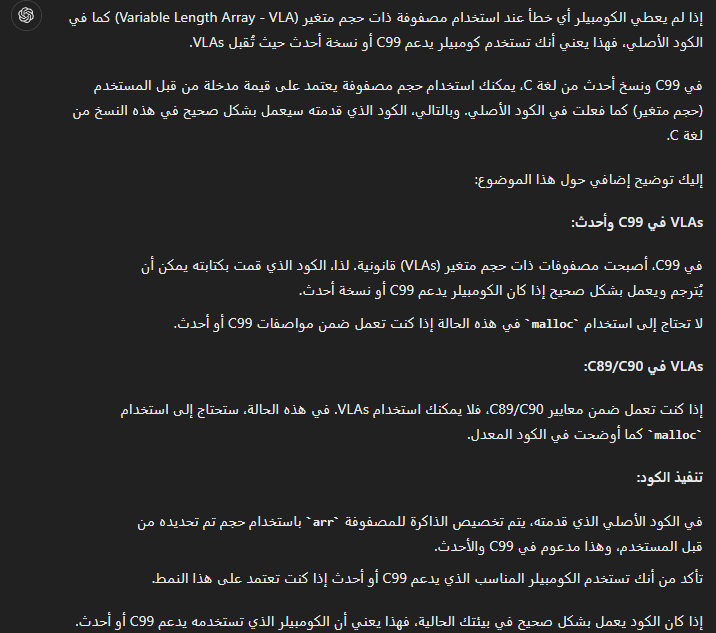 إذا لم يعطي الكومبيلر أي خطأ عند استخدام مصفوفة ذات حجم متغير (Variable Length Array - VLA) كما في
الكود الأصلي، فهذا يعني أنك تستخدم كومبيلر يدعم C99 أو نسخة أحدث حيث تُقبل VLAs.
في C99 ونسخ أحدث من لغة C، يمكنك استخدام حجم مصفوفة يعتمد على قيمة مدخلة من قبل المستخدم
(حجم متغير) كما فعلت في الكود الأصلي. وبالتالي، الكود الذي قدمته سيعمل بشكل صحيح في هذه النسخ من
لغة C.
إليك توضيح إضافي حول هذا الموضوع:
VLAs في C99 وأحدث:
في C99، أصبحت مصفوفات ذات حجم متغير (VLAs) قانونية. لذا، الكود الذي قمت بكتابته يمكن أن
يُترجم ويعمل بشكل صحيح إذا كان الكومبيلر يدعم C99 أو نسخة أحدث.
لا تحتاج إلى استخدام `malloc` في هذه الحالة إذا كنت تعمل ضمن مواصفات C99 أو أحدث.
VLAs في C89/C90:
إذا كنت تعمل ضمن معايير C89/C90، فلا يمكنك استخدام VLAs. في هذه الحالة، ستحتاج إلى استخدام
`malloc` كما أوضحت في الكود المعدل.
تنفيذ الكود:
في الكود الأصلي الذي قدمته، يتم تخصيص الذاكرة للمصفوفة `arr` باستخدام حجم تم تحديده من
قبل المستخدم، وهذا مدعوم في C99 والأحدث.
تأكد من أنك تستخدم الكومبيلر المناسب الذي يدعم C99 أو أحدث إذا كنت تعتمد على هذا النمط.
إذا كان الكود يعمل بشكل صحيح في بيئتك الحالية، فهذا يعني أن الكومبيلر الذي تستخدمه يدعم C99 أو أحدث.